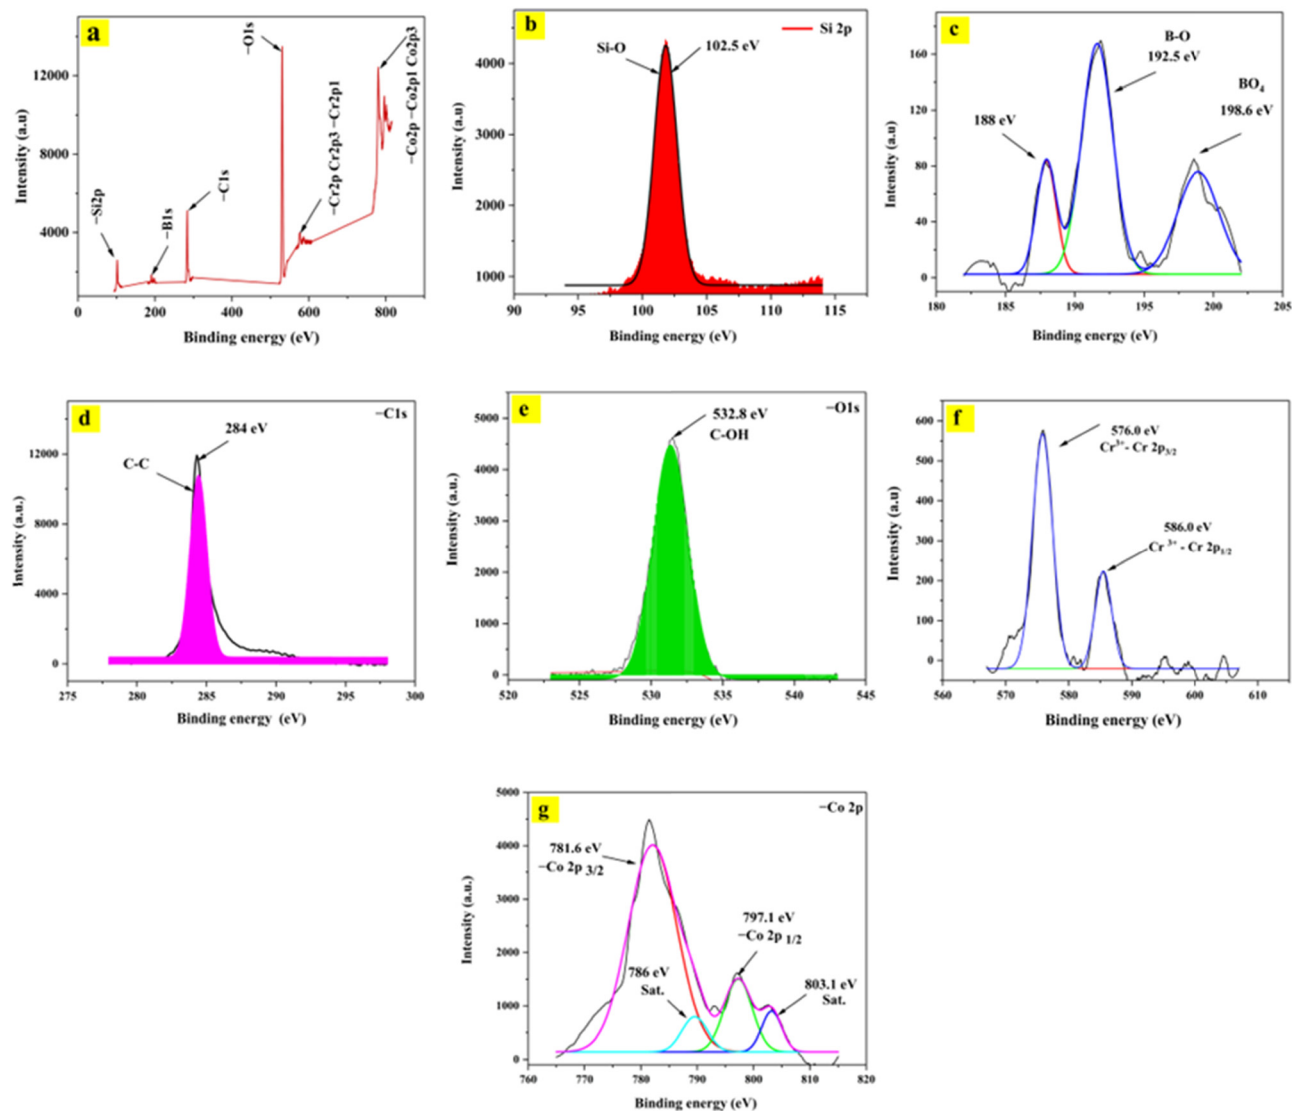 a
Intensity (a.u)
12000
8000
4000
0
200
400
600
800
Binding energy (eV)
−Si2p
−B1s
−C1s
−O1s
−Cr2p Cr2p3 −Cr2p1
−Co2p −Co2p1 Co2p3
b
Si 2p
Si-O
102.5 eV
Intensity (a.u)
4000
3000
2000
1000
90
95
100
105
110
115
Binding energy (eV)
c
B-O
192.5 eV
BO4
198.6 eV
188 eV
Intensity (a.u)
160
120
80
40
0
180
185
190
195
200
205
Binding energy (eV)
d
−C1s
284 eV
C-C
Intensity (a.u.)
12000
8000
4000
0
275
280
285
290
295
300
Binding energy (eV)
e
532.8 eV
C-OH
−O1s
Intensity (a.u.)
5000
4000
3000
2000
1000
0
520
525
530
535
540
545
Binding energy (eV)
f
576.0 eV
Cr3+- Cr 2p3/2
586.0 eV
Cr 3+ - Cr 2p1/2
Intensity (a.u)
600
500
400
300
200
100
0
560
570
580
590
600
610
Binding energy (eV)
g
−Co 2p
781.6 eV
−Co 2p 3/2
797.1 eV
−Co 2p 1/2
786 eV
Sat.
803.1 eV
Sat.
Intensity (a.u.)
5000
4000
3000
2000
1000
0
760
770
780
790
800
810
820
Binding energy (eV)